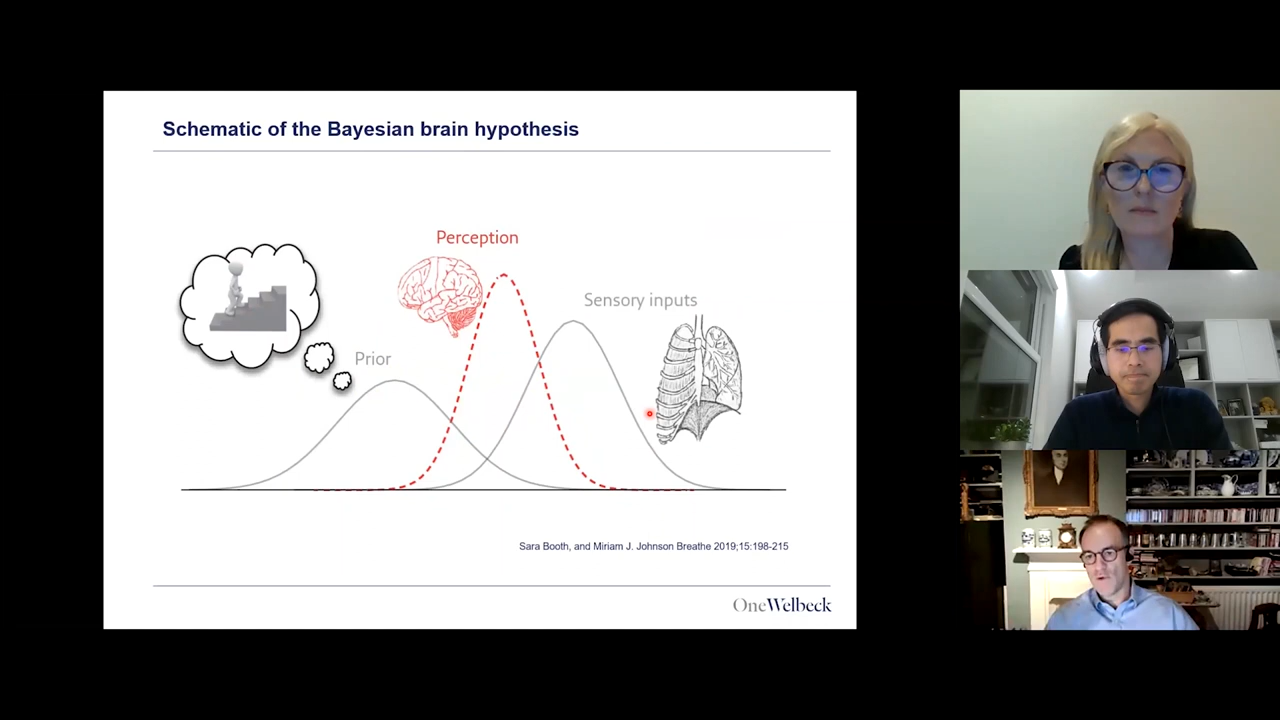 Schematic of the Bayesian brain hypothesis
Perception
Sensory inputs
Prior
Sara Booth, and Miriam J. Johnson Breathe 2019;15:198-215
OneWelbeck